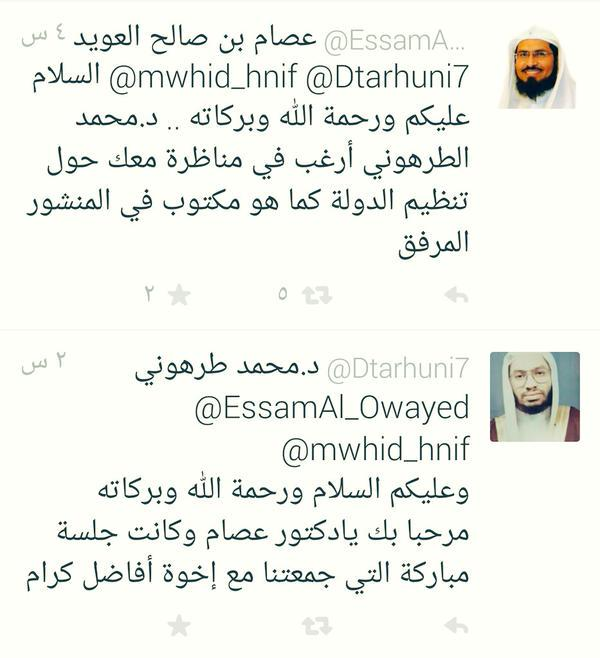 عصام بن صالح العويد @EssamA... ٤ س
@mwhid_hnif @Dtarhuni7 السلام
عليكم ورحمة الله وبركاته .. د.محمد
الطرهوني أرغب في مناظرة معك حول
تنظيم الدولة كما هو مكتوب في المنشور
المرفق
٥ ٢
د.محمد طرهوني @Dtarhuni7 ٢ س
@EssamAl_Owayed
@mwhid_hnif
وعليكم السلام ورحمة الله وبركاته
مرحبا بك يادكتور عصام وكانت جلسة
مباركة التي جمعتنا مع إخوة أفاضل كرام